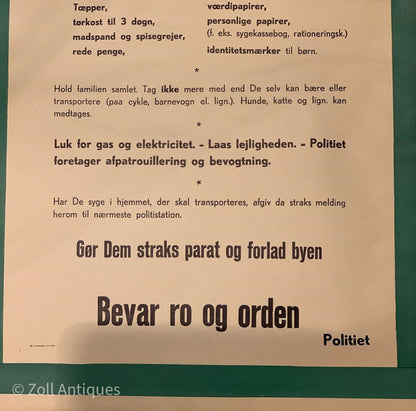 Tæpper,
tørkost til 3 døgn,
madspand og spisegrejer,
rede penge,
værdipapirer,
personlige papirer,
(f. eks. sygekassebog, rationeringsk.)
identitetsmærker til børn.
*
Hold familien samlet. Tag ikke mere med end De selv kan bære eller
transportere (paa cykle, barnevogn el. lign.). Hunde, katte og lign. kan
medtages.
*
Luk for gas og elektricitet. - Laas lejligheden. - Politiet
foretager afpatrouillering og bevogtning.
*
Har De syge i hjemmet, der skal transporteres, afgiv da straks melding
herom til nærmeste politistation.
Gør Dem straks parat og forlad byen
Bevar ro og orden
Politiet
© Zoll Antiques